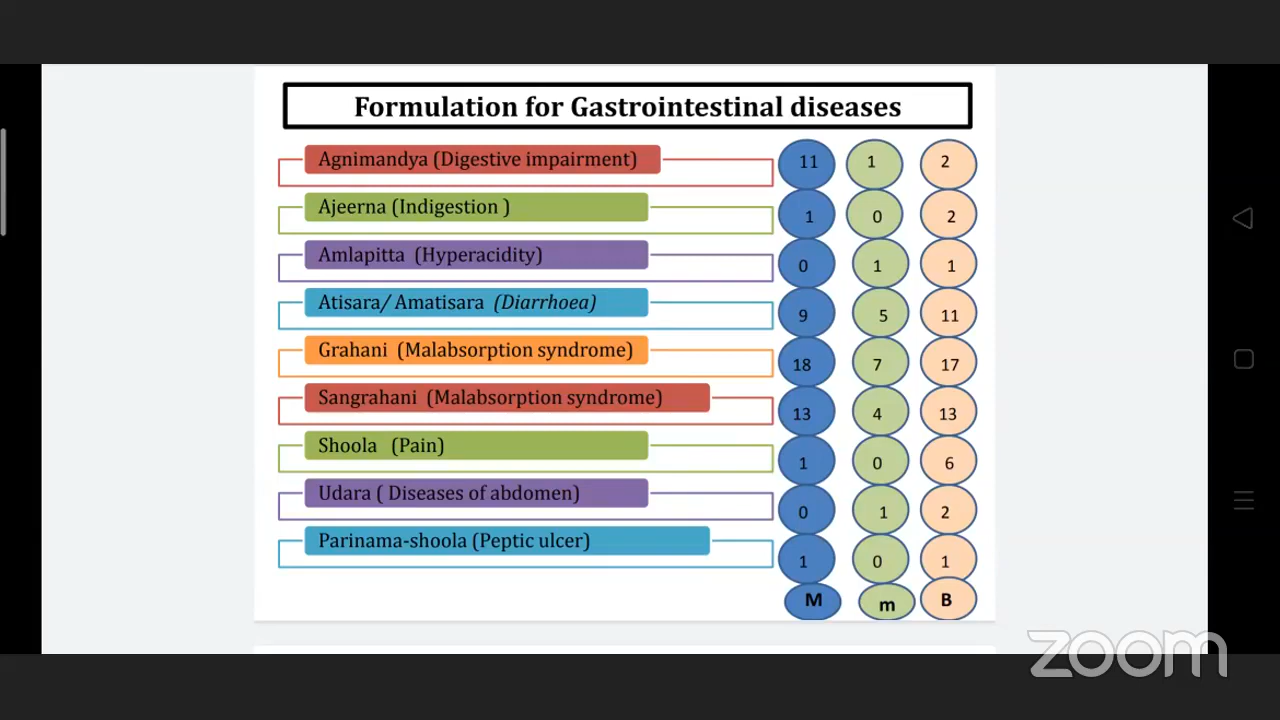 Formulation for Gastrointestinal diseases
Agnimandya (Digestive impairment) 11 1 2
Ajeerna (Indigestion ) 1 0 2
Amlapitta (Hyperacidity) 0 1 1
Atisara/ Amatisara (Diarrhoea) 9 5 11
Grahani (Malabsorption syndrome) 18 7 17
Sangrahani (Malabsorption syndrome) 13 4 13
Shoola (Pain) 1 0 6
Udara ( Diseases of abdomen) 0 1 2
Parinama-shoola (Peptic ulcer) 1 0 1
M m B
zoom